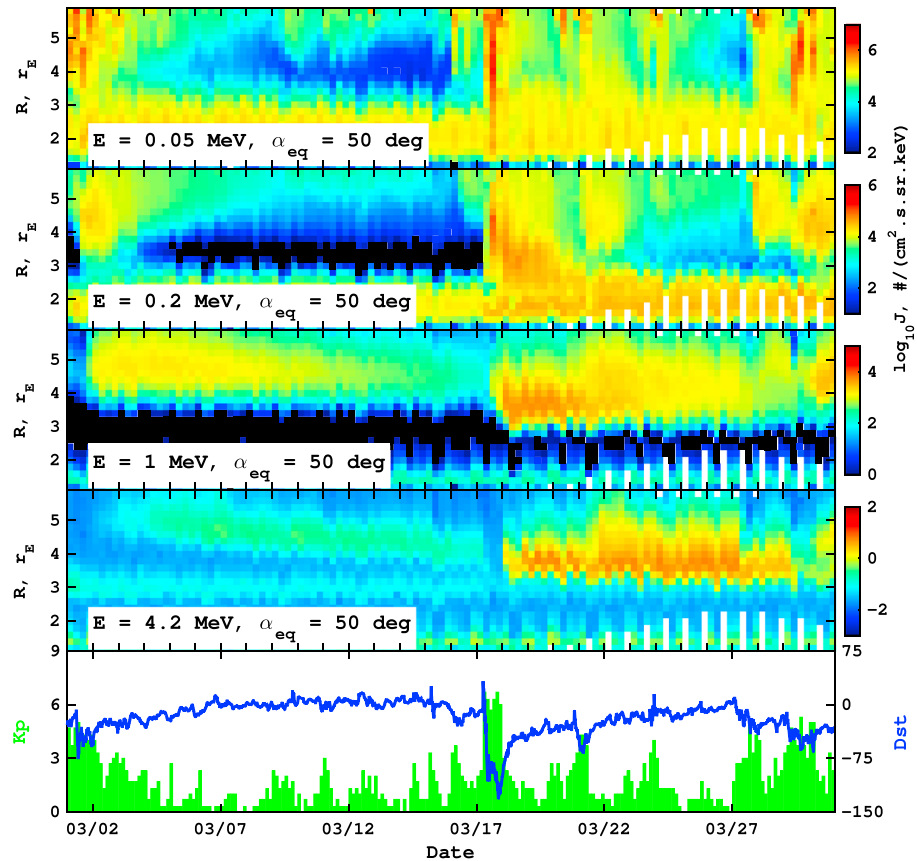 5
4
3
2
R, r_E
E = 0.05 MeV, α_eq = 50 deg
6
4
2
5
4
3
2
R, r_E
E = 0.2 MeV, α_eq = 50 deg
6
4
2
log₁₀J, #/(cm².s.sr.keV)
5
4
3
2
R, r_E
E = 1 MeV, α_eq = 50 deg
6
4
2
0
5
4
3
2
R, r_E
E = 4.2 MeV, α_eq = 50 deg
2
0
−2
9
6
3
0
Kp
75
0
−75
−150
Dst
03/02 03/07 03/12 03/17 03/22 03/27
Date